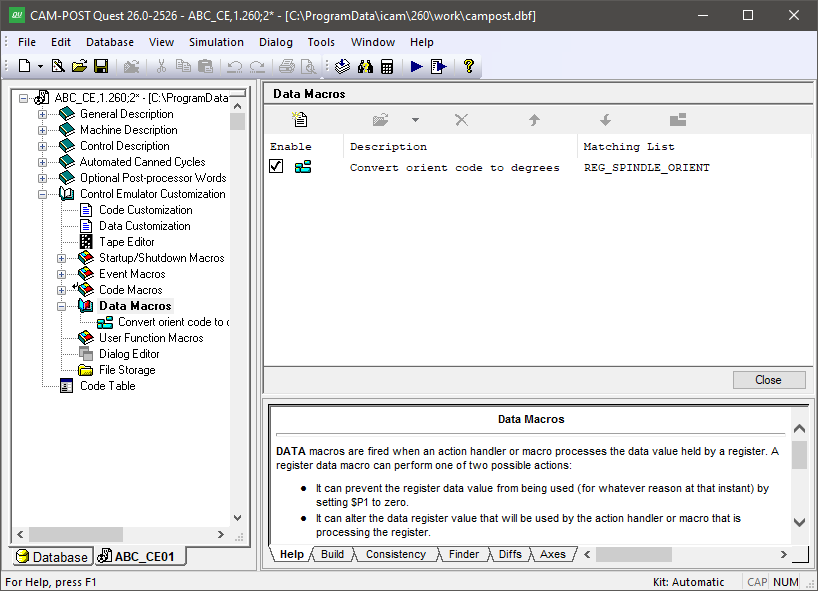 CAM-POST Quest 26.0-2526 - ABC_CE,1.260;2* - [C:\ProgramData\icam\260\work\campost.dbf]
File Edit Database View Simulation Dialog Tools Window Help
ABC_CE,1.260;2* - [C:\ProgramData
General Description
Machine Description
Control Description
Automated Canned Cycles
Optional Post-processor Words
Control Emulator Customization
Code Customization
Data Customization
Tape Editor
Startup/Shutdown Macros
Event Macros
Code Macros
Data Macros
Convert orient code to d
User Function Macros
Dialog Editor
File Storage
Code Table
Database ABC_CE01
Data Macros
Enable Description Matching List
Convert orient code to degrees REG_SPINDLE_ORIENT
Close
Data Macros
DATA macros are fired when an action handler or macro processes the data value held by a register. A
register data macro can perform one of two possible actions:
• It can prevent the register data value from being used (for whatever reason at that instant) by
setting $P1 to zero.
• It can alter the data register value that will be used by the action handler or macro that is
processing the register.
Help Build Consistency Finder Diffs Axes
For Help, press F1 Kit: Automatic CAP NUM